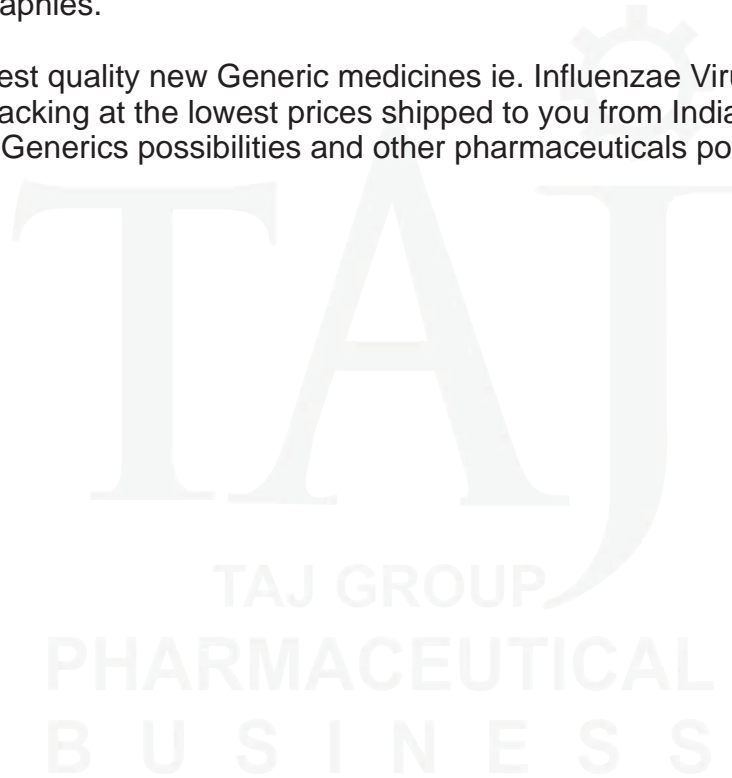 aphies.
est quality new Generic medicines ie. Influenzae Viru
acking at the lowest prices shipped to you from India
Generics possibilities and other pharmaceuticals po
TAJ
TAJ GROUP
PHARMACEUTICAL
BUSINESS